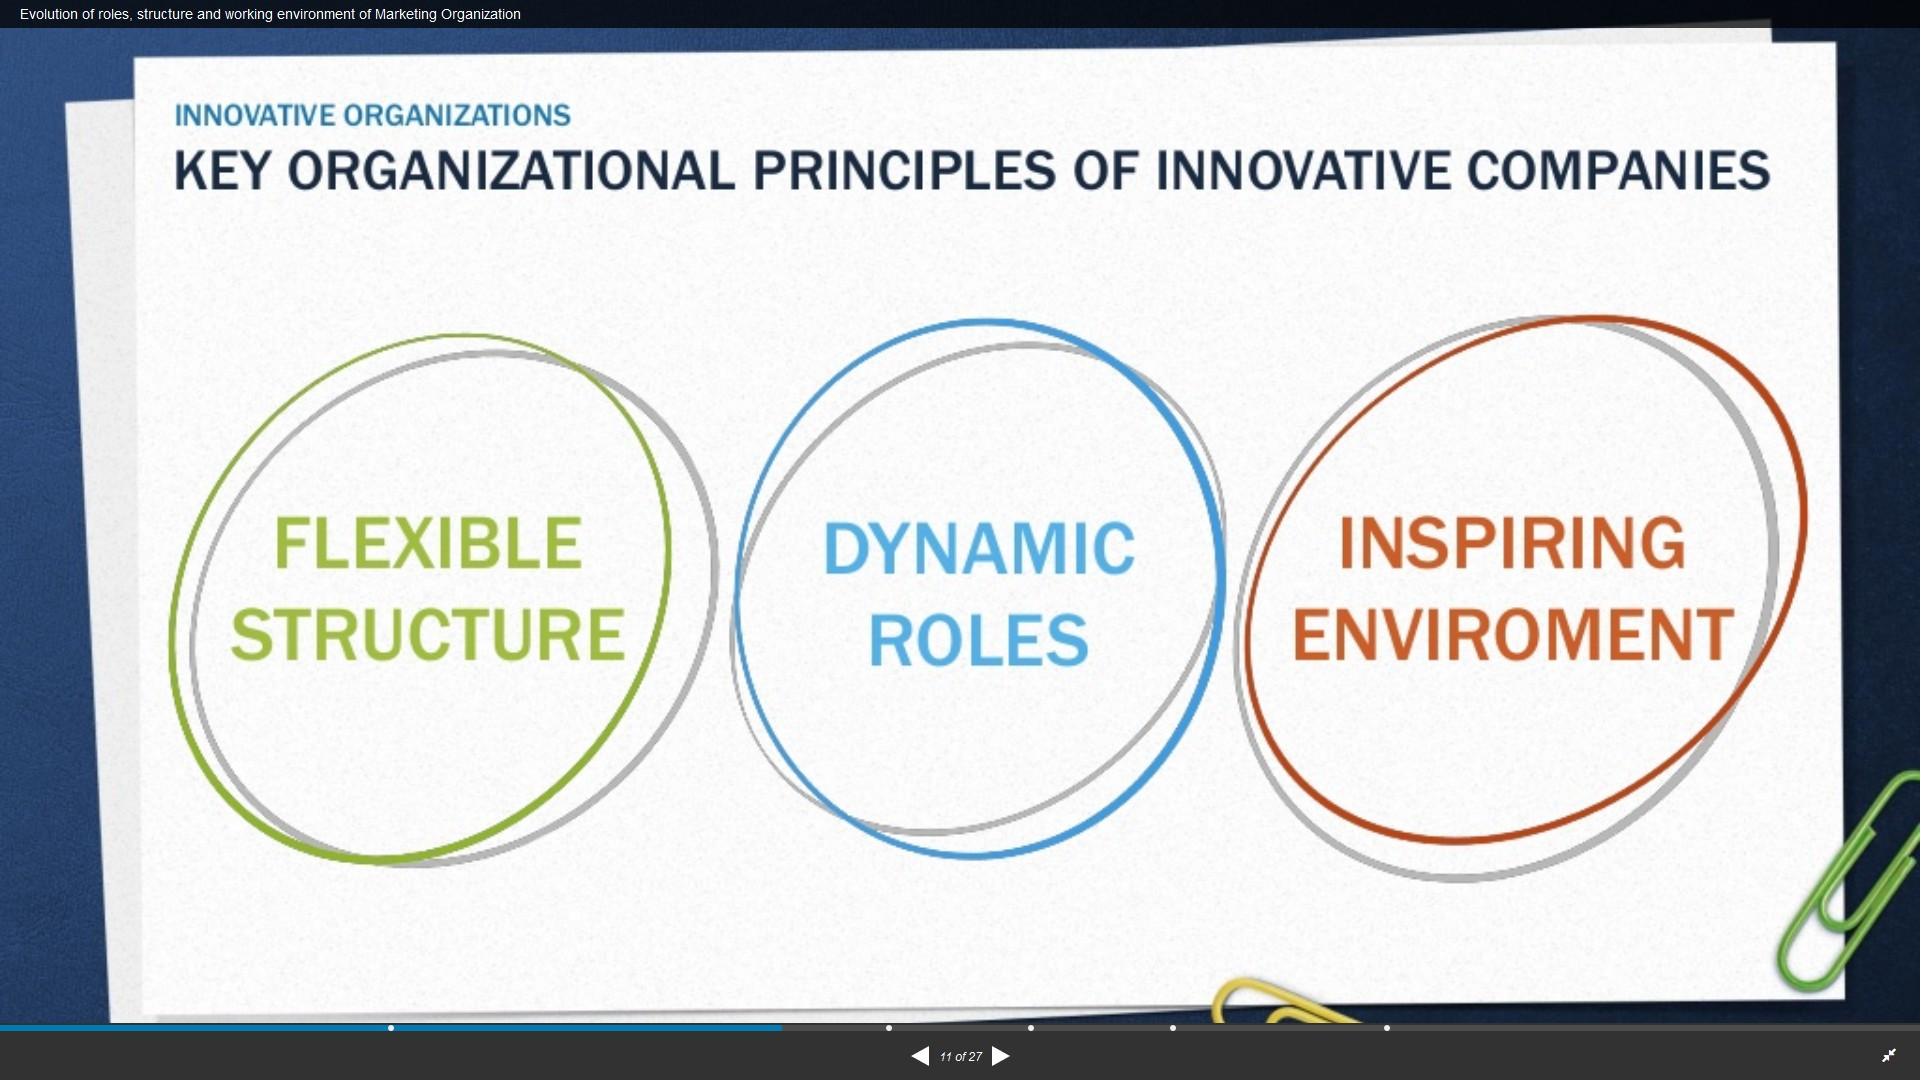 Evolution of roles, structure and working environment of Marketing Organization
INNOVATIVE ORGANIZATIONS
KEY ORGANIZATIONAL PRINCIPLES OF INNOVATIVE COMPANIES
FLEXIBLE
STRUCTURE
DYNAMIC
ROLES
INSPIRING
ENVIROMENT
11 of 27